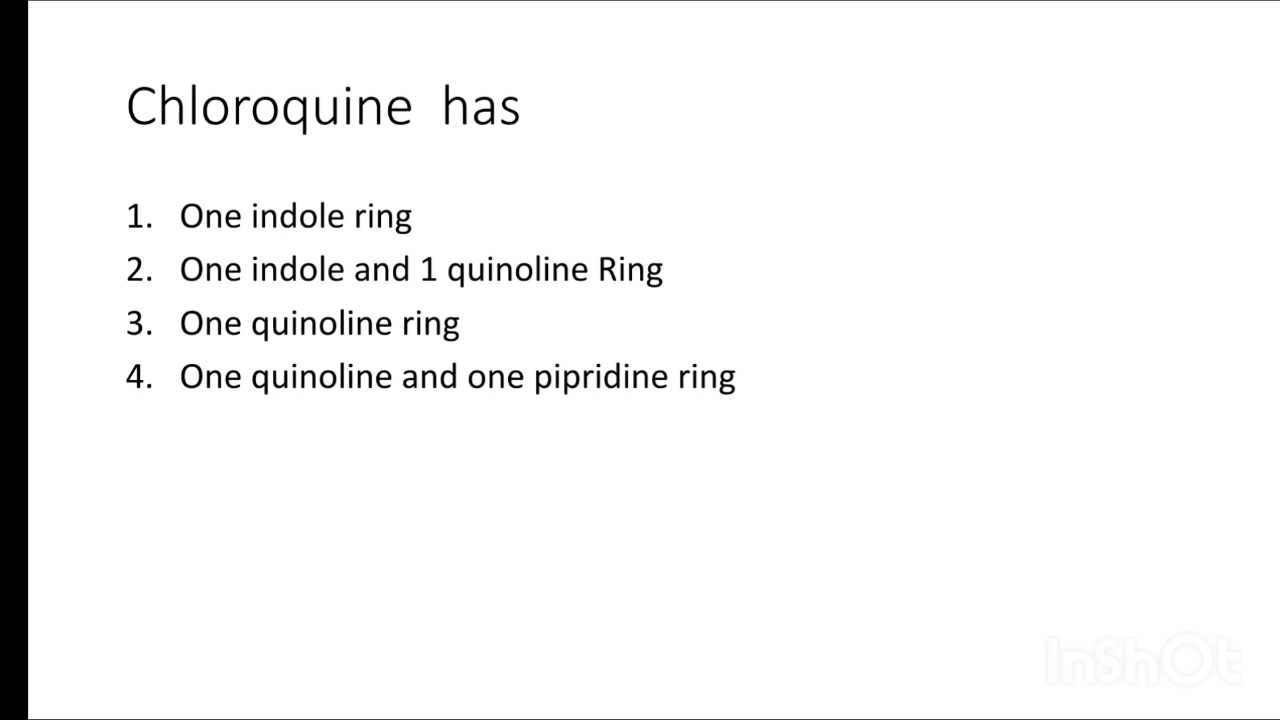 Chloroquine has
1. One indole ring
2. One indole and 1 quinoline Ring
3. One quinoline ring
4. One quinoline and one pipridine ring
InShOt